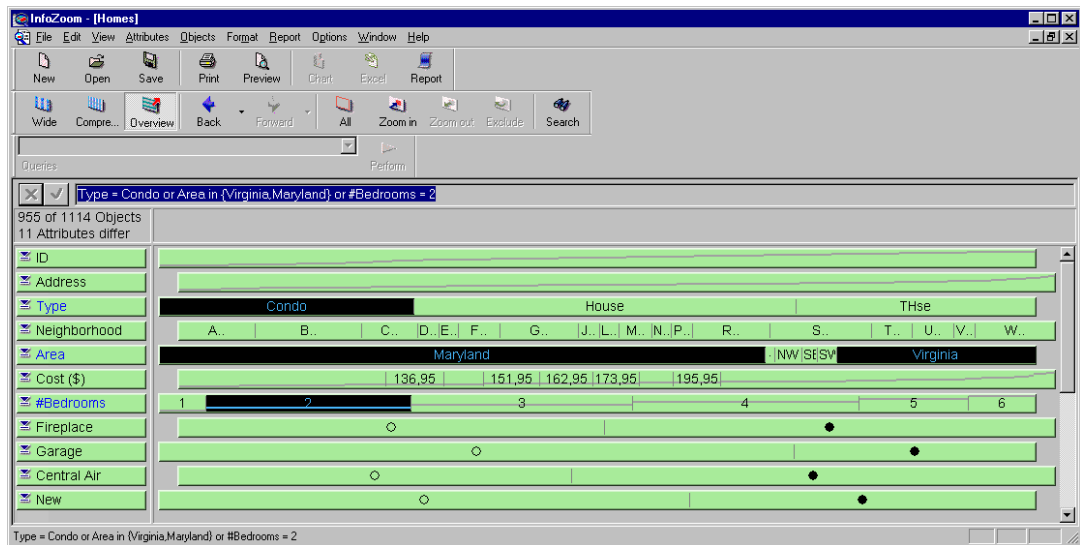 InfoZoom - [Homes]
File Edit View Attributes Objects Format Report Options Window Help
New Open Save Print Preview Chart Excel Report
Wide Compre... Overview Back Forward All Zoom in Zoom out Exclude Search
Queries Perform
Type = Condo or Area in {Virginia,Maryland} or #Bedrooms = 2
955 of 1114 Objects
11 Attributes differ
ID
Address
Type Condo House THse
Neighborhood A.. B.. C.. D.. E.. F.. G.. J.. L.. M.. N.. P.. R.. S.. T.. U.. V.. W..
Area Maryland NW SE SW Virginia
Cost ($) 136,95 151,95 162,95 173,95 195,95
#Bedrooms 1 2 3 4 5 6
Fireplace
Garage
Central Air
New
Type = Condo or Area in {Virginia,Maryland} or #Bedrooms = 2